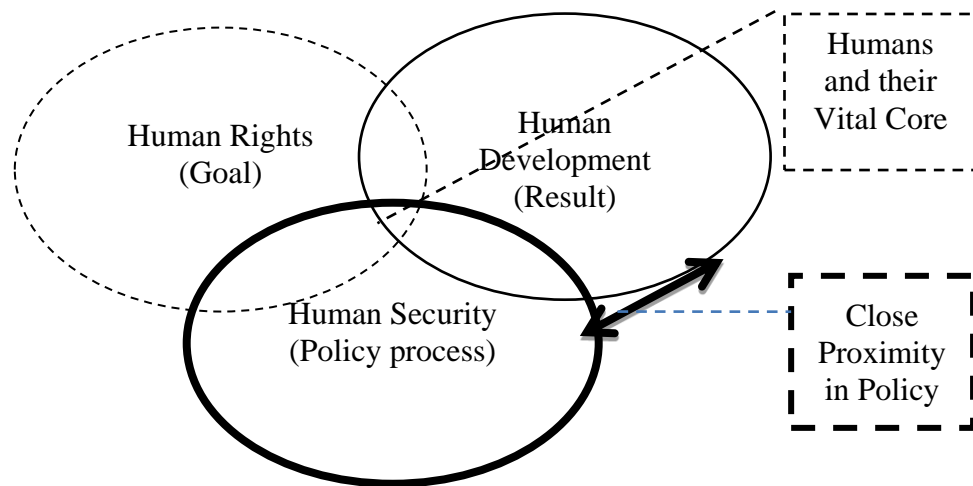 Human Rights
(Goal)
Human
Development
(Result)
Humans
and their
Vital Core
Human Security
(Policy process)
Close
Proximity
in Policy